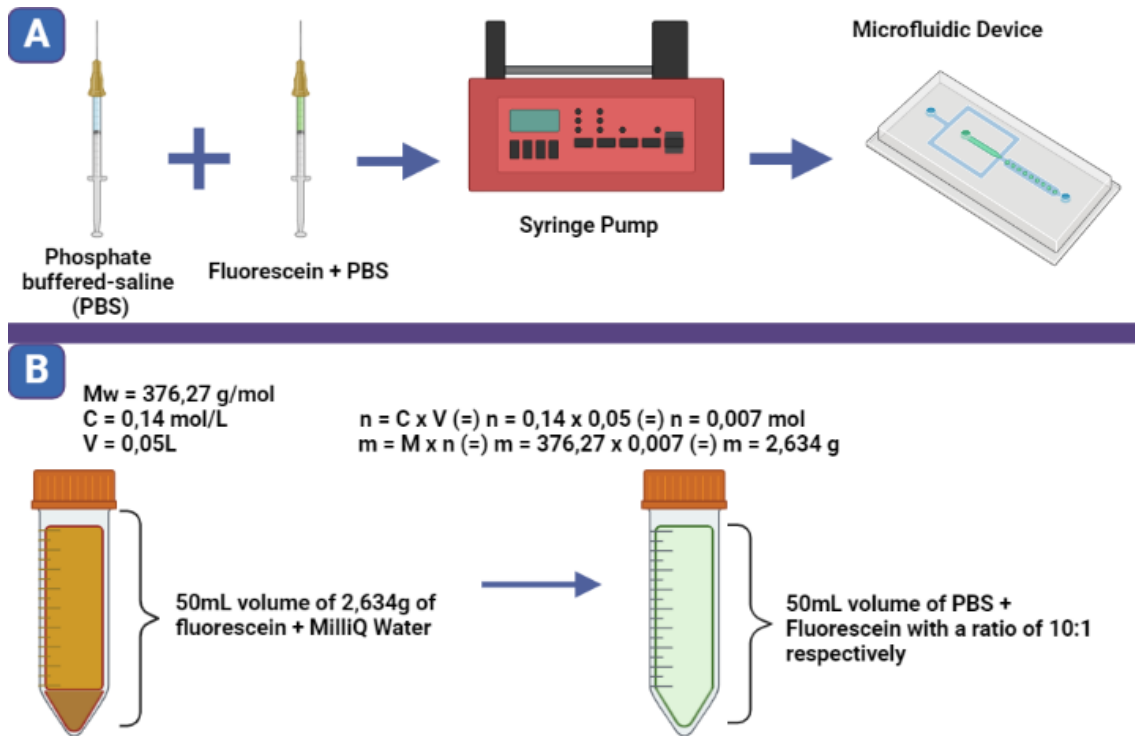 A
Microfluidic Device
Syringe Pump
Phosphate
buffered-saline
(PBS)
Fluorescein + PBS
B
Mw = 376,27 g/mol
C = 0,14 mol/L
V = 0,05L
n = C x V (=) n = 0,14 x 0,05 (=) n = 0,007 mol
m = M x n (=) m = 376,27 x 0,007 (=) m = 2,634 g
50mL volume of 2,634g of
fluorescein + MilliQ Water
50mL volume of PBS +
Fluorescein with a ratio of 10:1
respectively